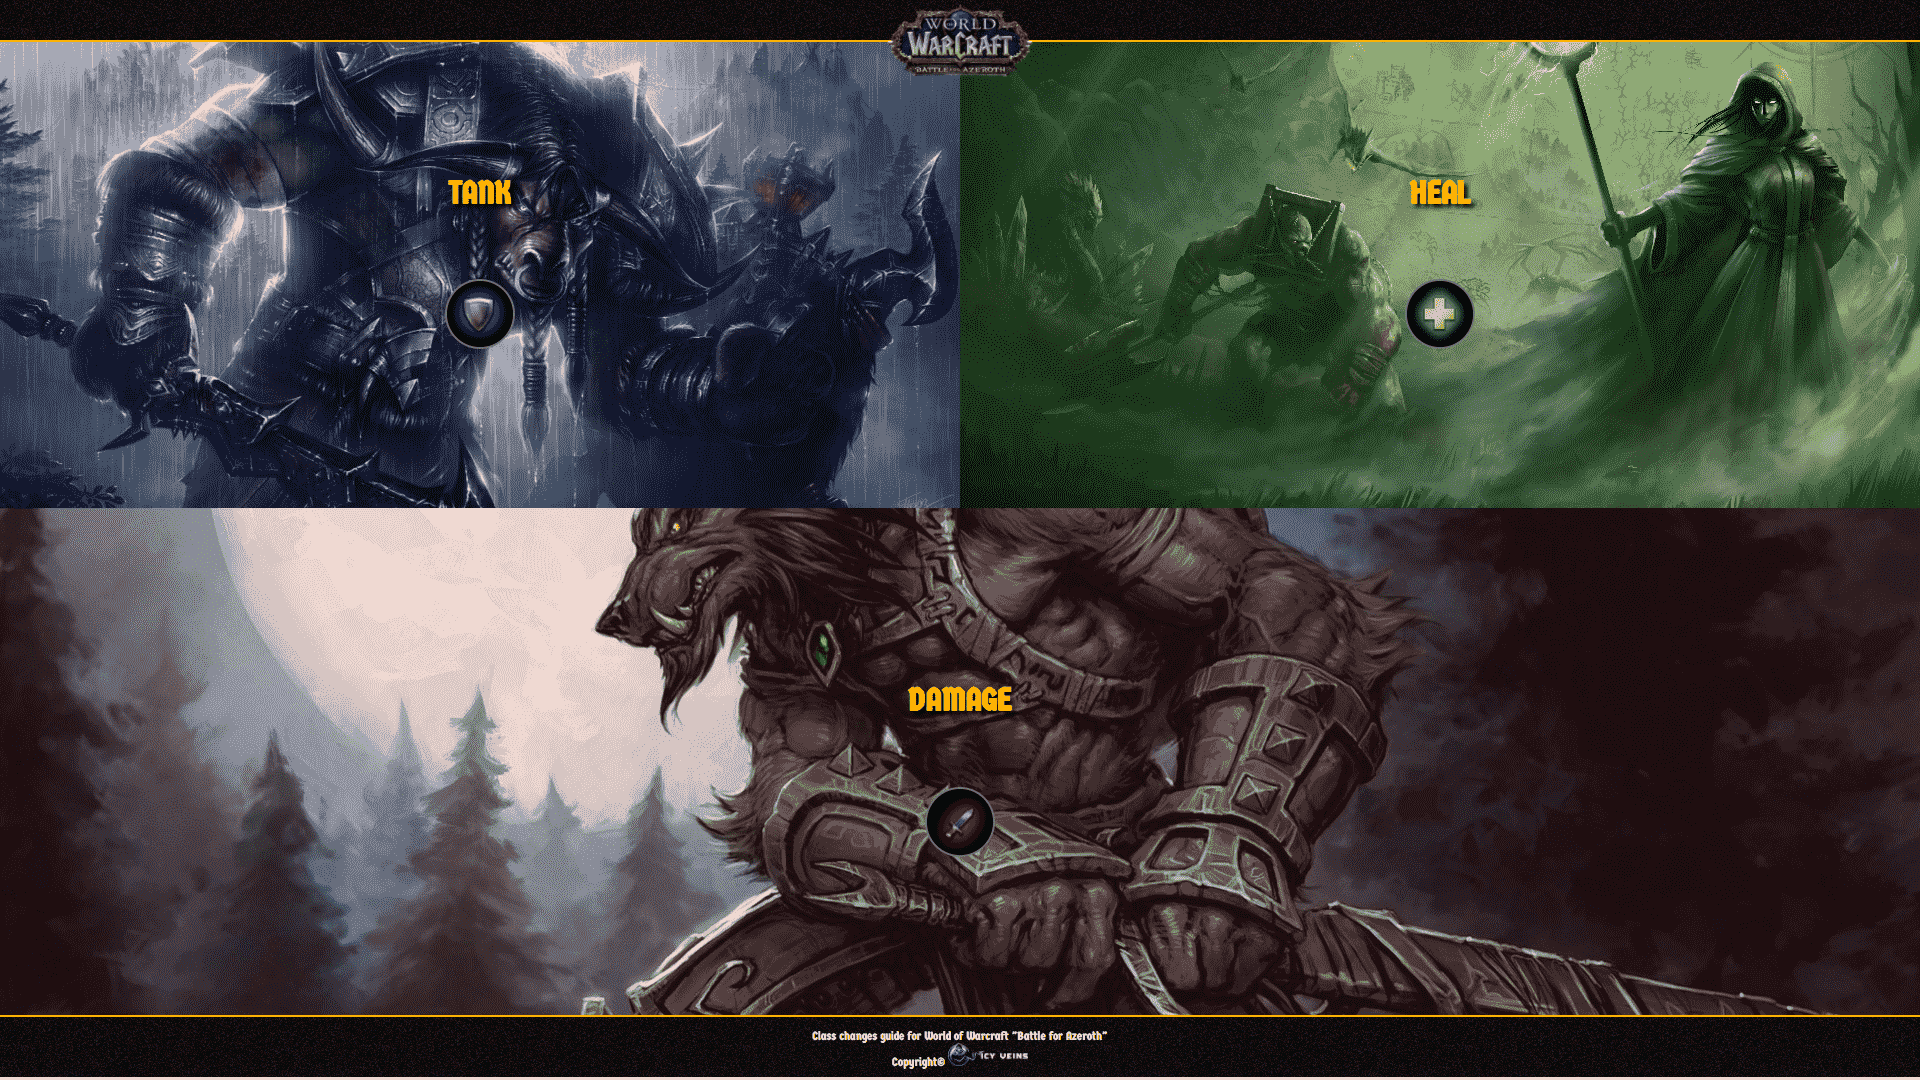 WORLD
WARCRAFT
BATTLE FOR AZEROTH
TANK
HEAL
DAMAGE
Class changes guide for World of Warcraft "Battle for Azeroth"
Copyright© ICY VEINS